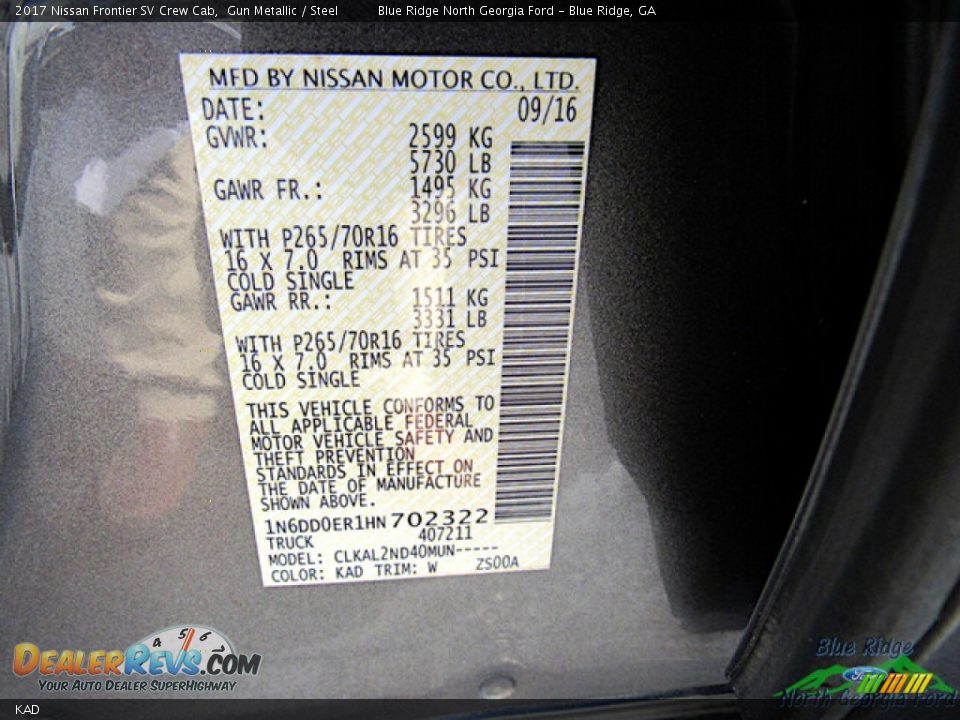 2017 Nissan Frontier SV Crew Cab, Gun Metallic / Steel Blue Ridge North Georgia Ford - Blue Ridge, GA
MFD BY NISSAN MOTOR CO., LTD.
DATE: 09/16
GVWR: 2599 KG
5730 LB
GAWR FR.: 1495 KG
3296 LB
WITH P265/70R16 TIRES
16 X 7.0 RIMS AT 35 PSI
COLD SINGLE
GAWR RR.: 1511 KG
3331 LB
WITH P265/70R16 TIRES
16 X 7.0 RIMS AT 35 PSI
COLD SINGLE
THIS VEHICLE CONFORMS TO
ALL APPLICABLE FEDERAL
MOTOR VEHICLE SAFETY AND
THEFT PREVENTION
STANDARDS IN EFFECT ON
THE DATE OF MANUFACTURE
SHOWN ABOVE.
1N6DD0ER1HN702322
TRUCK 407211
MODEL: CLKAL2ND40MUN-----
COLOR: KAD TRIM: W ZS00A
4 5 6
DEALERREVS.COM
YOUR AUTO DEALER SUPERHIGHWAY
Blue Ridge
Ford
North Georgia Ford
KAD